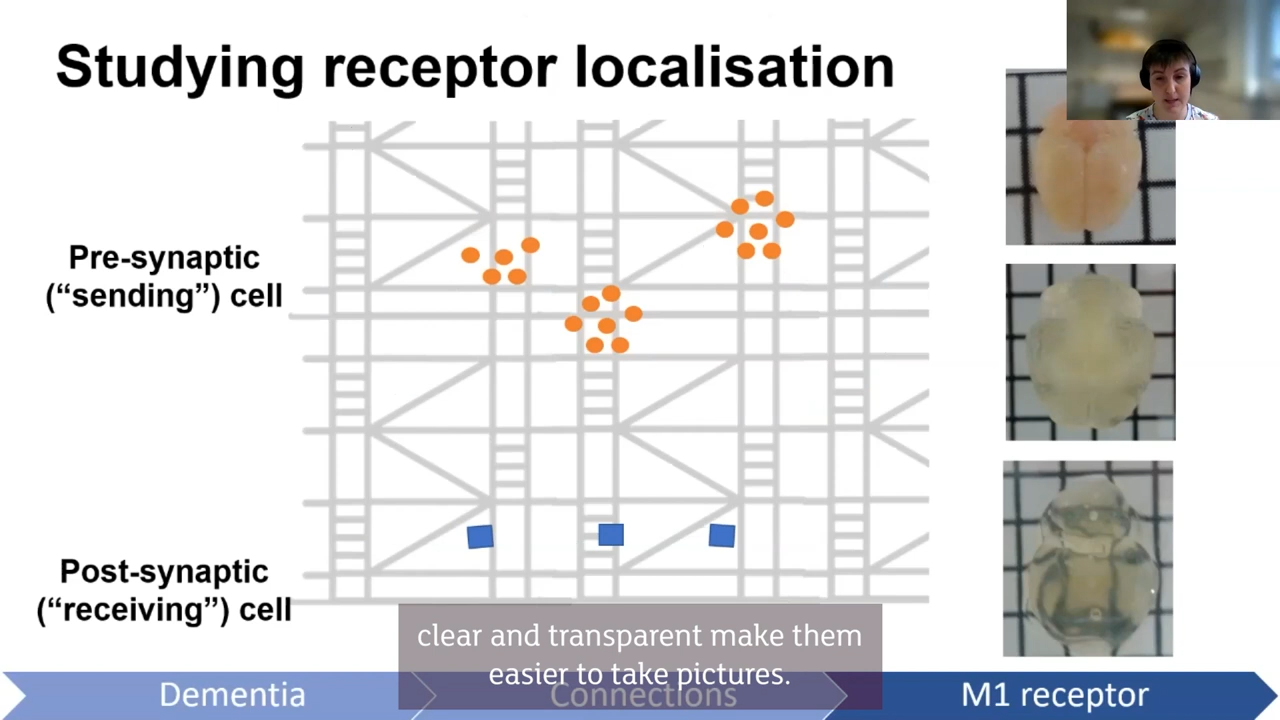 Studying receptor localisation
Pre-synaptic
(“sending”) cell
Post-synaptic
(“receiving”) cell
clear and transparent make them
easier to take pictures.
Dementia
Connections
M1 receptor